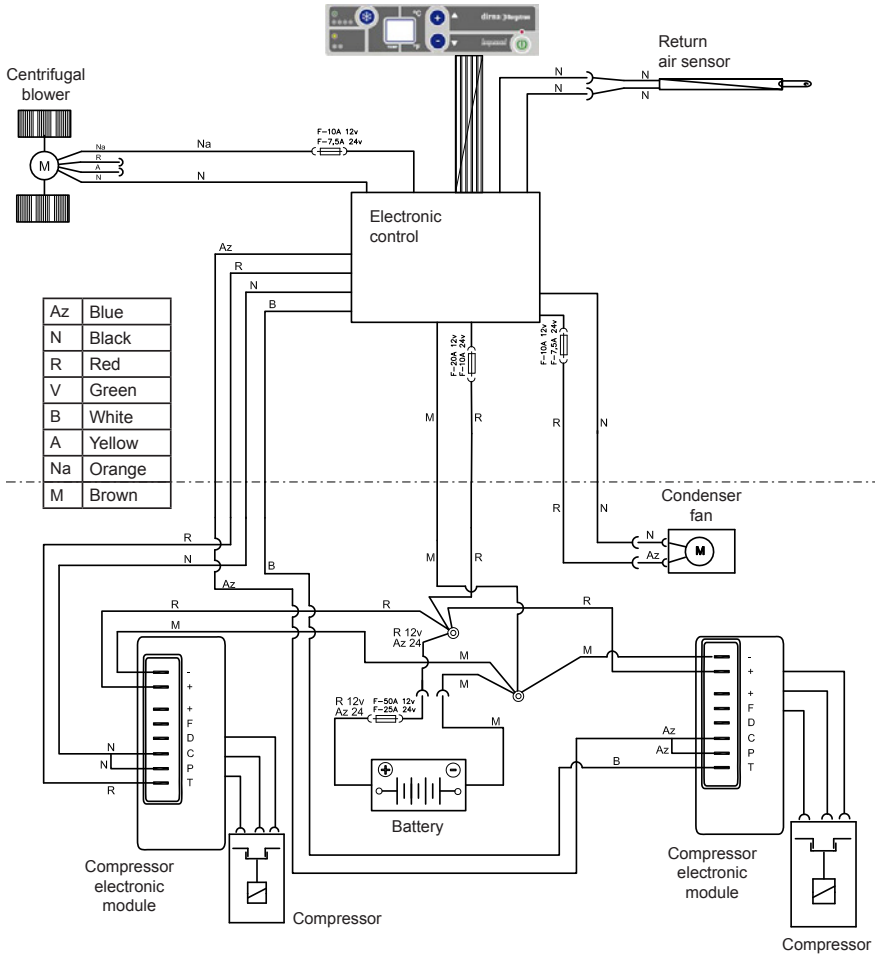 °C
°F
dirna Bergstrom
bycool
Return
air sensor
Centrifugal
blower
N
N
N
N
F-10A 12v
F-7,5A 24v
Na
Na
R
A
N
N
M
Electronic
control
Az
R
N
B
Az Blue
N Black
R Red
V Green
B White
A Yellow
Na Orange
M Brown
F-20A 12v
F-10A 24v
F-10A 12v
F-7,5A 24v
M
R
R
N
Condenser
fan
R
N
N
Az
M
R
N
Az
B
M
R
R
R
R
M
R 12v
Az 24
M
M
M
R 12v
Az 24
F-50A 12v
F-25A 24v
M
-
+
+
F
D
C
P
T
N
N
R
-
+
+
F
D
C
P
T
Az
Az
B
+
-
Battery
Compressor
electronic
module
Compressor
Compressor
electronic
module
Compressor